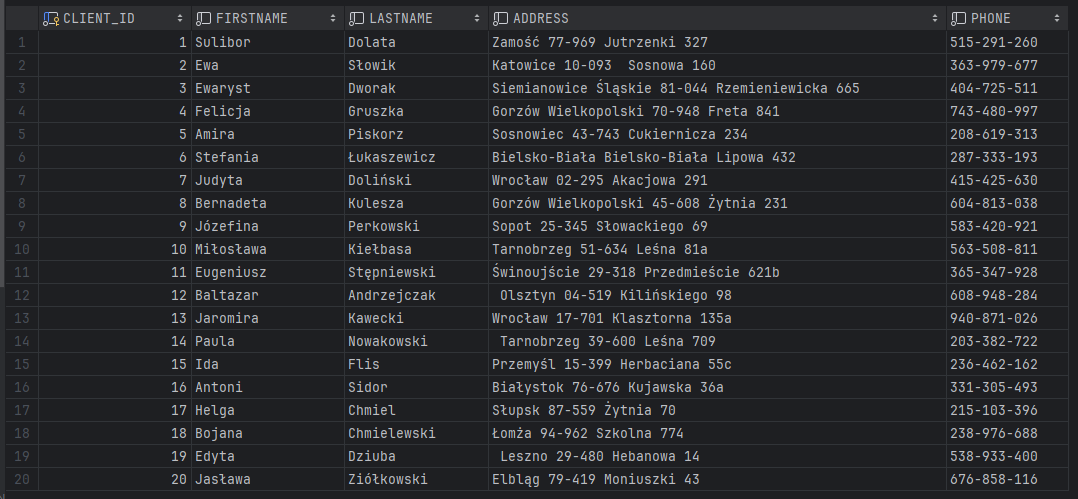 CLIENT_ID FIRSTNAME LASTNAME ADDRESS PHONE
1 1 Sulibor Dolata Zamość 77-969 Jutrzenki 327 515-291-260
2 2 Ewa Słowik Katowice 10-093  Sosnowa 160 363-979-677
3 3 Ewaryst Dworak Siemianowice Śląskie 81-044 Rzemieniewicka 665 404-725-511
4 4 Felicja Gruszka Gorzów Wielkopolski 70-948 Freta 841 743-480-997
5 5 Amira Piskorz Sosnowiec 43-743 Cukiernicza 234 208-619-313
6 6 Stefania Łukaszewicz Bielsko-Biała Bielsko-Biała Lipowa 432 287-333-193
7 7 Judyta Doliński Wrocław 02-295 Akacjowa 291 415-425-630
8 8 Bernadeta Kulesza Gorzów Wielkopolski 45-608 Żytnia 231 604-813-038
9 9 Józefina Perkowski Sopot 25-345 Słowackiego 69 583-420-921
10 10 Miłosława Kiełbasa Tarnobrzeg 51-634 Leśna 81a 563-508-811
11 11 Eugeniusz Stępniewski Świnoujście 29-318 Przedmieście 621b 365-347-928
12 12 Baltazar Andrzejczak Olsztyn 04-519 Kilińskiego 98 608-948-284
13 13 Jaromira Kawecki Wrocław 17-701 Klasztorna 135a 940-871-026
14 14 Paula Nowakowski Tarnobrzeg 39-600 Leśna 709 203-382-722
15 15 Ida Flis Przemyśl 15-399 Herbaciana 55c 236-462-162
16 16 Antoni Sidor Białystok 76-676 Kujawska 36a 331-305-493
17 17 Helga Chmiel Słupsk 87-559 Żytnia 70 215-103-396
18 18 Bojana Chmielewski Łomża 94-962 Szkolna 774 238-976-688
19 19 Edyta Dziuba Leszno 29-480 Hebanowa 14 538-933-400
20 20 Jasława Ziółkowski Elbląg 79-419 Moniuszki 43 676-858-116